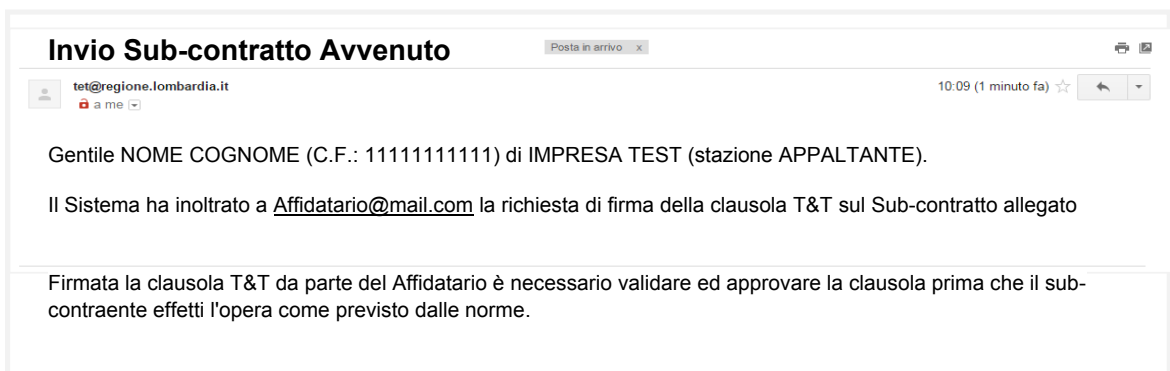 Invio Sub-contratto Avvenuto
Posta in arrivo x
tet@regione.lombardia.it
10:09 (1 minuto fa)
a me
Gentile NOME COGNOME (C.F.: 11111111111) di IMPRESA TEST (stazione APPALTANTE).
Il Sistema ha inoltrato a Affidatario@mail.com la richiesta di firma della clausola T&T sul Sub-contratto allegato
Firmata la clausola T&T da parte del Affidatario è necessario validare ed approvare la clausola prima che il sub-
contraente effetti l'opera come previsto dalle norme.